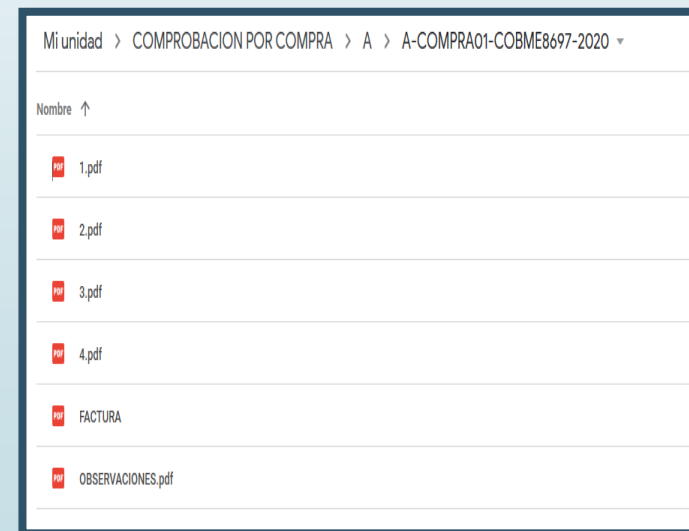 Mi unidad > COMPROBACION POR COMPRA > A > A-COMPRA01-COBME8697-2020
Nombre ↑
PDF 1.pdf
PDF 2.pdf
PDF 3.pdf
PDF 4.pdf
PDF FACTURA
PDF OBSERVACIONES.pdf